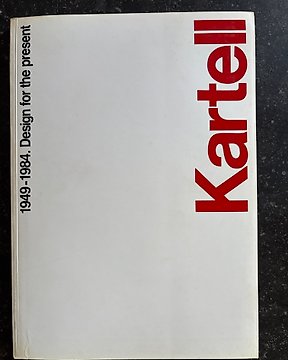 1949-1984. Design for the present
Kartell